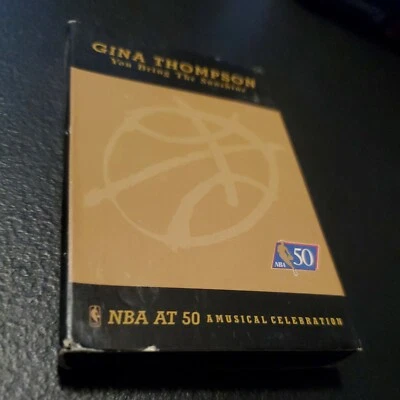 GINA THOMPSON
You Bring The Sunshine
NBA 50
NBA AT 50 A MUSICAL CELEBRATION